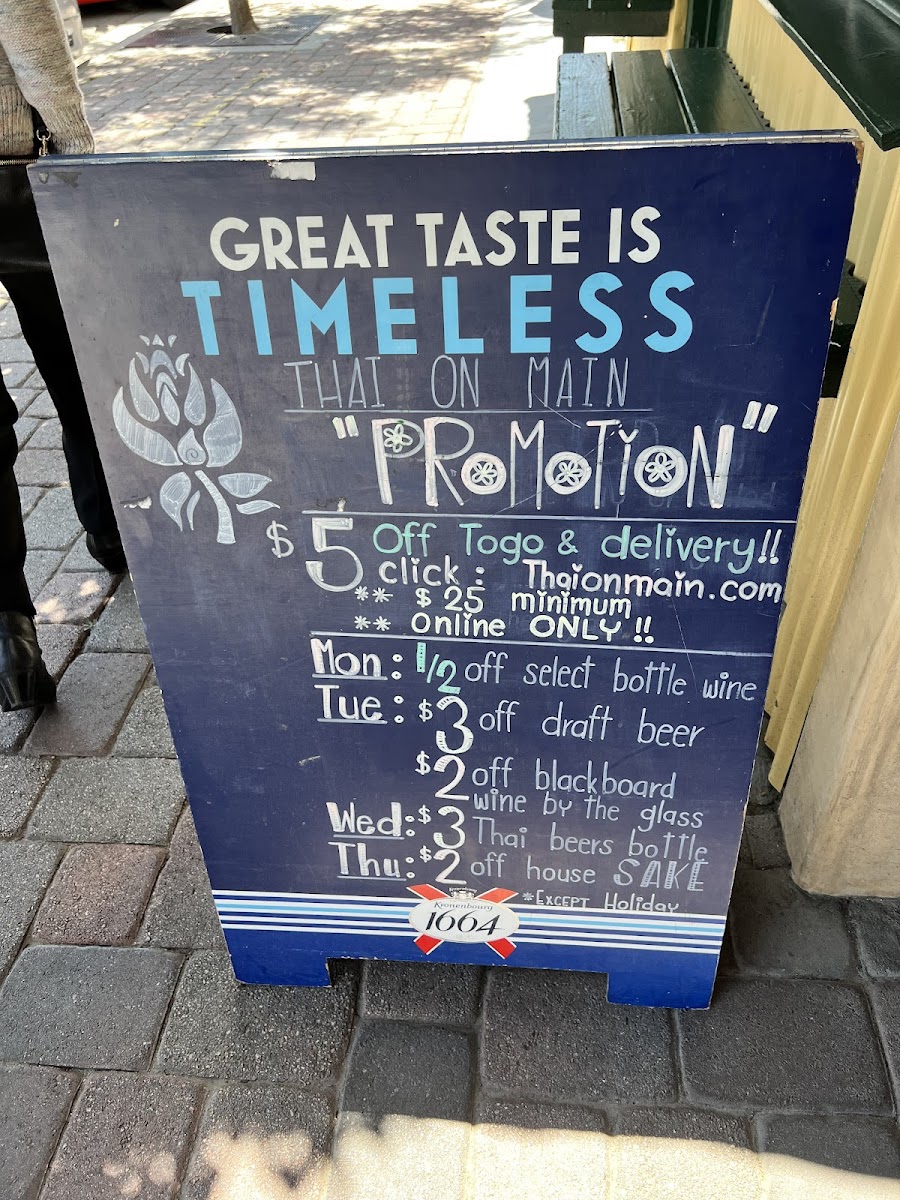 GREAT TASTE IS
TIMELESS
THAI ON MAIN
"PROMOTION"
$5 Off Togo & delivery!!
click : Thaionmain.com
** $25 minimum
** Online ONLY!!
Mon: 1/2 off select bottle wine
Tue: $3 off draft beer
$2 off blackboard
wine by the glass
Wed: $3 Thai beers bottle
Thu: $2 off house SAKE
*EXCEPT Holiday
Kronenbourg
1664